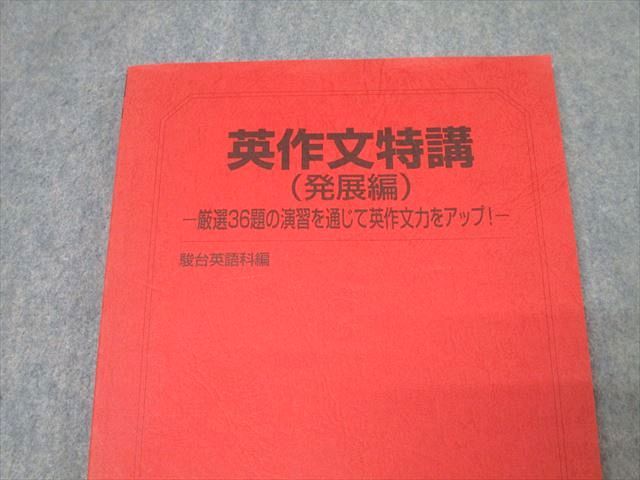 英作文特講
(発展編)
—厳選36題の演習を通じて英作文力をアップ!—
駿台英語科編